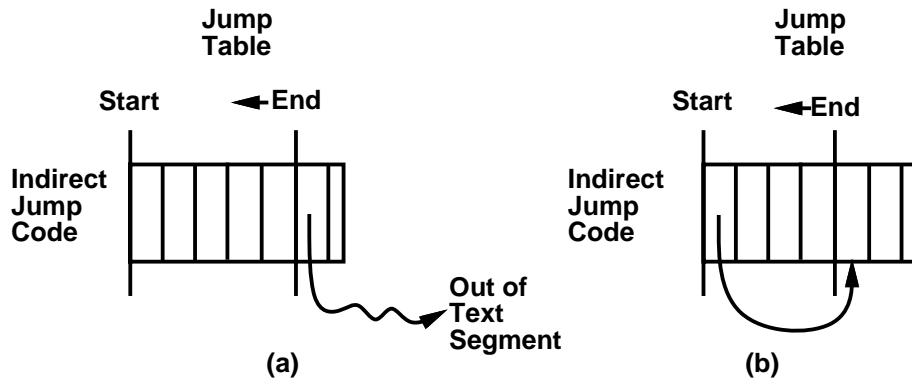 Jump
Table
Start
End
Indirect
Jump
Code
Out of
Text
Segment
(a)
Jump
Table
Start
End
Indirect
Jump
Code
(b)